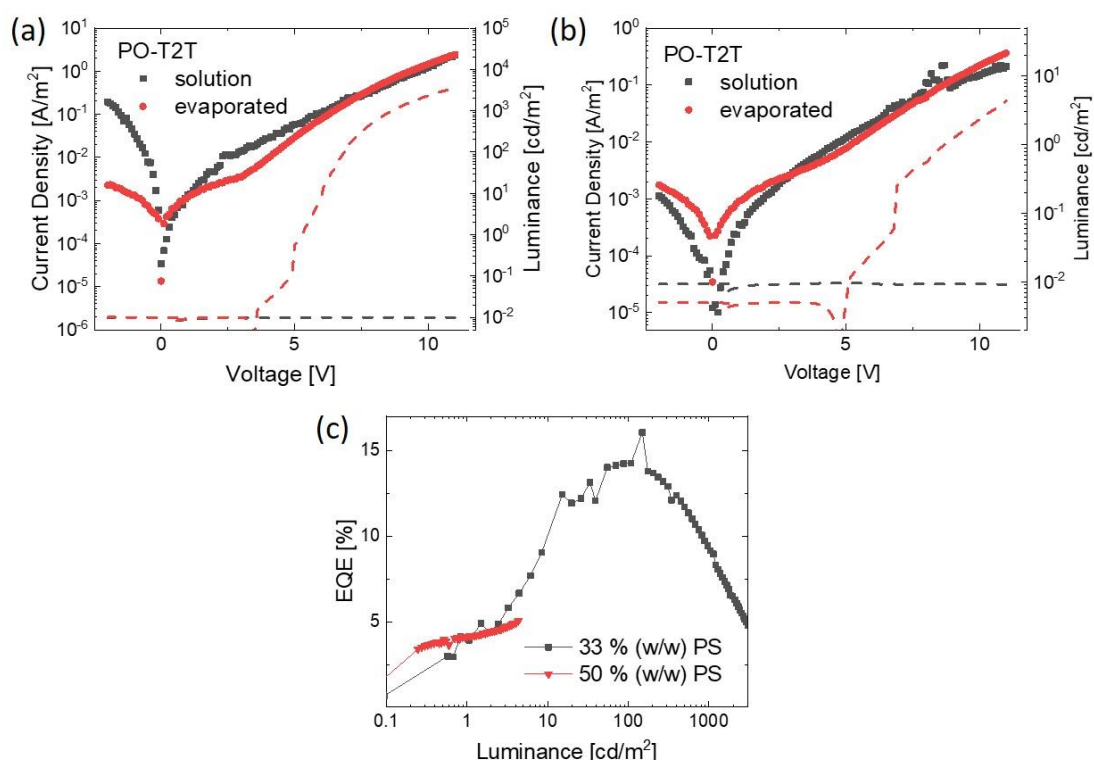 (a)
PO-T2T
solution
evaporated
Current Density [A/m²]
10¹
10⁰
10⁻¹
10⁻²
10⁻³
10⁻⁴
10⁻⁵
10⁻⁶
0
5
10
Voltage [V]
10⁵
10⁴
10³
10²
10¹
10⁰
10⁻¹
10⁻²
Luminance [cd/m²]
(b)
PO-T2T
solution
evaporated
Current Density [A/m²]
10⁰
10⁻¹
10⁻²
10⁻³
10⁻⁴
10⁻⁵
0
5
10
Voltage [V]
10¹
10⁰
10⁻¹
10⁻²
Luminance [cd/m²]
(c)
EQE [%]
15
10
5
33 % (w/w) PS
50 % (w/w) PS
0.1
1
10
100
1000
Luminance [cd/m²]